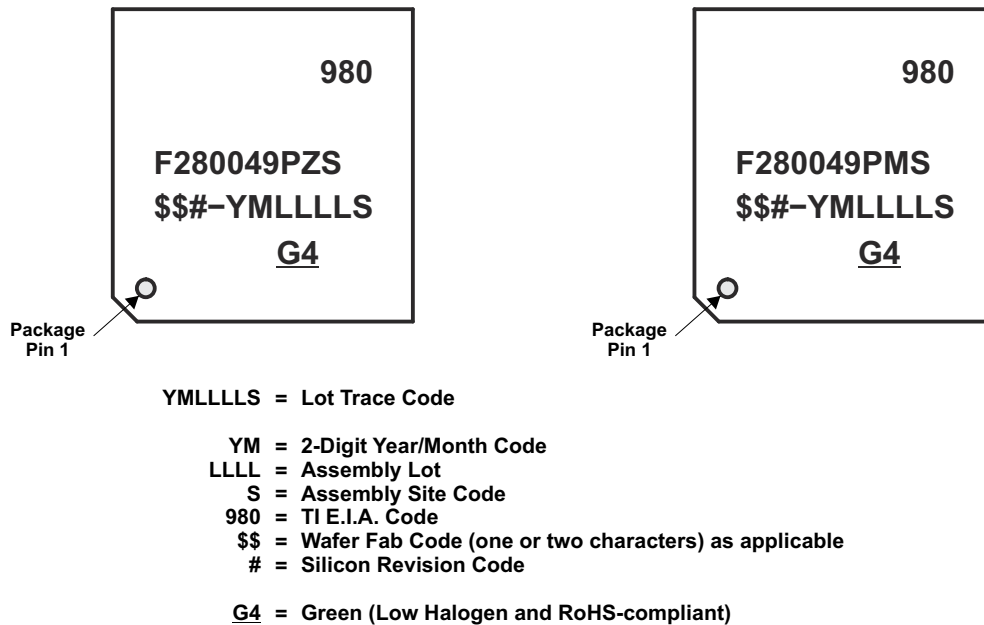 980
F280049PZS
$$#−YMLLLLS
G4
Package
Pin 1
980
F280049PMS
$$#−YMLLLLS
G4
Package
Pin 1
YMLLLLS = Lot Trace Code
YM = 2-Digit Year/Month Code
LLLL = Assembly Lot
S = Assembly Site Code
980 = TI E.I.A. Code
$$ = Wafer Fab Code (one or two characters) as applicable
# = Silicon Revision Code
G4 = Green (Low Halogen and RoHS-compliant)